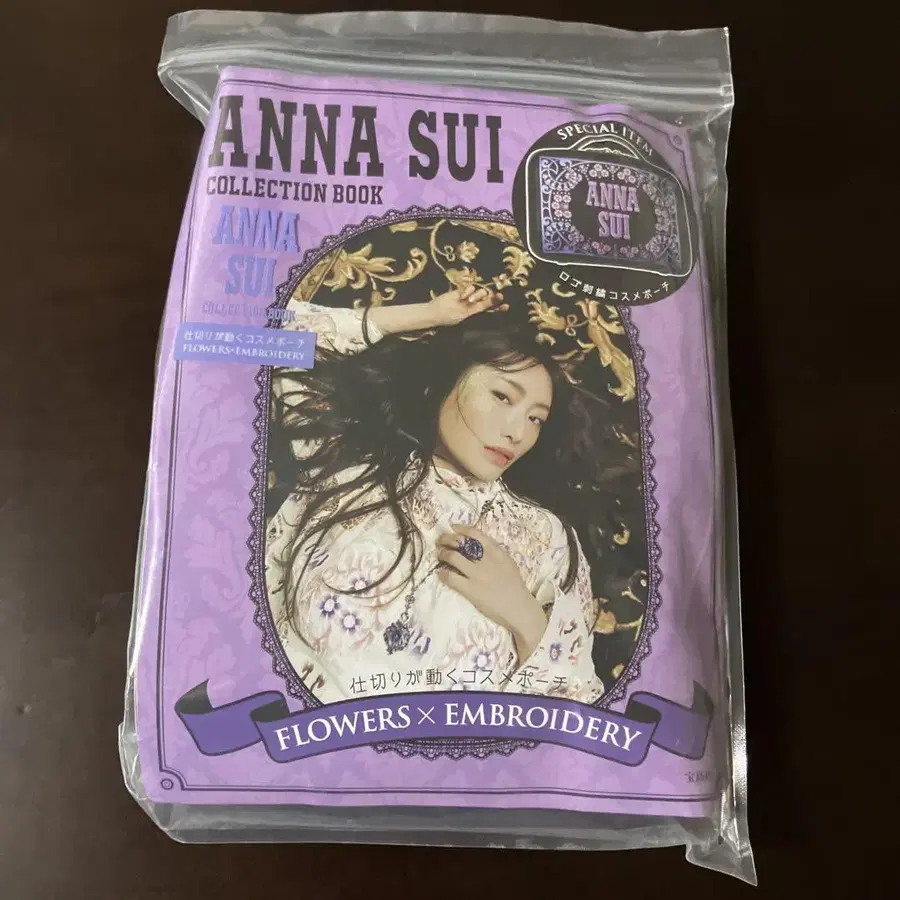 ANNA SUI
COLLECTION BOOK
SPECIAL ITEM
ANNA
SUI
ロゴ刺繍コスメポーチ
ANNA
SUI
COLLECTION BOOK
仕切りが動くコスメポーチ
FLOWERS×EMBROIDERY
仕切りが動くコスメポーチ
FLOWERS × EMBROIDERY